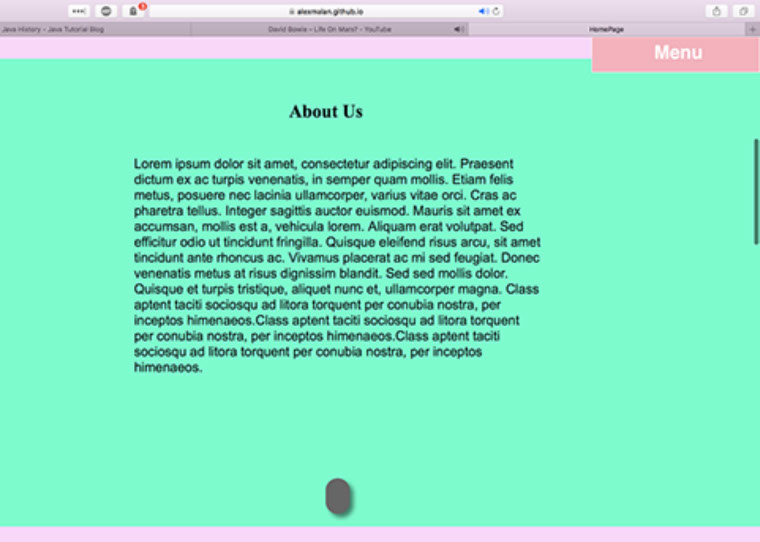 alexmalan.github.io
Java History - Java Tutorial Blog
David Bowie – Life On Mars? - YouTube
HomePage
Menu
About Us
Lorem ipsum dolor sit amet, consectetur adipiscing elit. Praesent
dictum ex ac turpis venenatis, in semper quam mollis. Etiam felis
metus, posuere nec lacinia ullamcorper, varius vitae orci. Cras ac
pharetra tellus. Integer sagittis auctor euismod. Mauris sit amet ex
accumsan, mollis est a, vehicula lorem. Aliquam erat volutpat. Sed
efficitur odio ut tincidunt fringilla. Quisque eleifend risus arcu, sit amet
tincidunt ante rhoncus ac. Vivamus placerat ac mi sed feugiat. Donec
venenatis metus at risus dignissim blandit. Sed sed mollis dolor.
Quisque et turpis tristique, aliquet nunc et, ullamcorper magna. Class
aptent taciti sociosqu ad litora torquent per conubia nostra, per
inceptos himenaeos.Class aptent taciti sociosqu ad litora torquent
per conubia nostra, per inceptos himenaeos.Class aptent taciti
sociosqu ad litora torquent per conubia nostra, per inceptos
himenaeos.